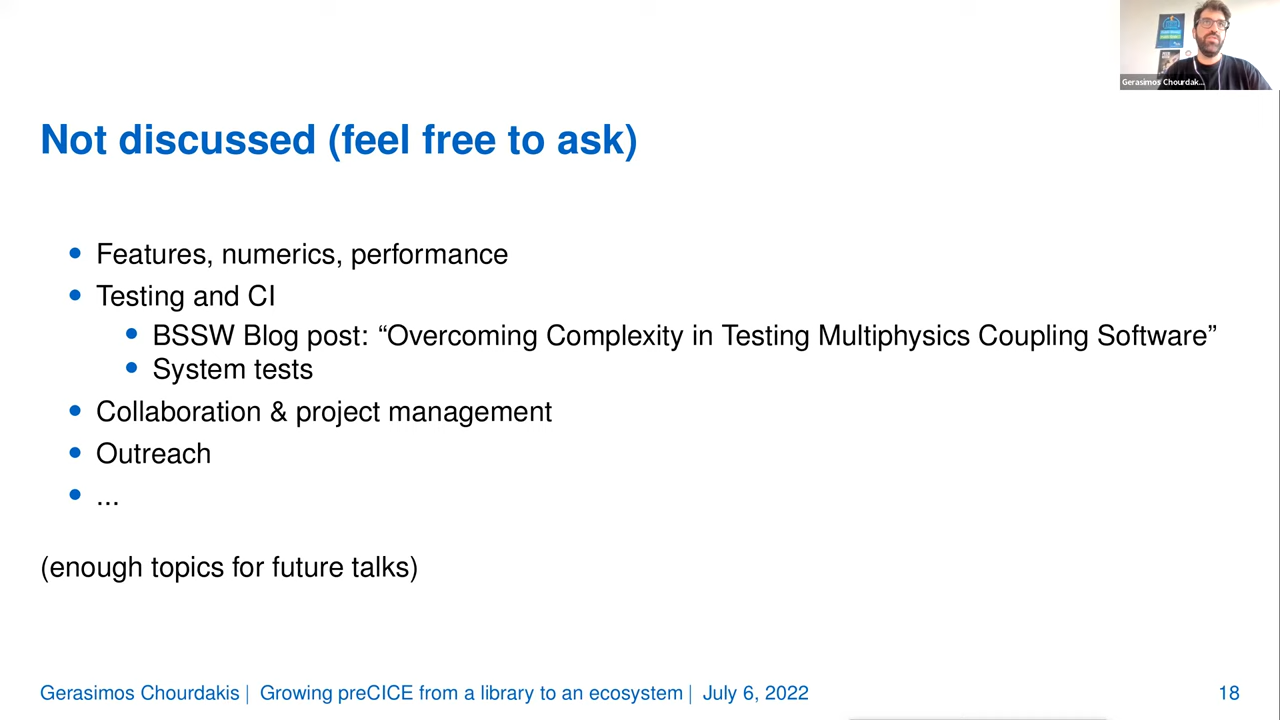 Gerasimos Chourdak...
Not discussed (feel free to ask)
• Features, numerics, performance
• Testing and CI
• BSSW Blog post: “Overcoming Complexity in Testing Multiphysics Coupling Software”
• System tests
• Collaboration & project management
• Outreach
• ...
(enough topics for future talks)
Gerasimos Chourdakis | Growing preCICE from a library to an ecosystem | July 6, 2022 18